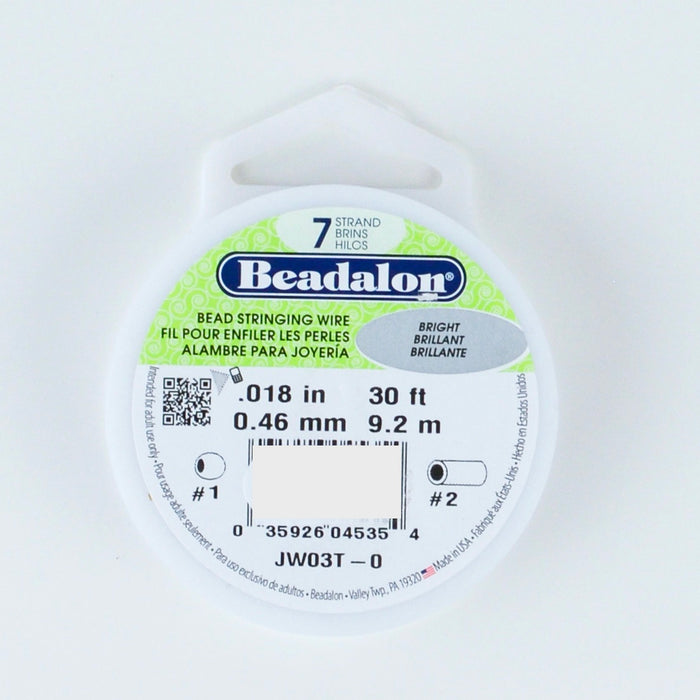 7 STRAND
BRINS
HILOS
Beadalon®
BEAD STRINGING WIRE
FIL POUR ENFILER LES PERLES
ALAMBRE PARA JOYERÍA
BRIGHT
BRILLANT
BRILLANTE
.018 in 30 ft
0.46 mm 9.2 m
#1
#2
0 35926 04535 4
JW03T-0
Intended for adult use only • Pour usage adulte seulement • Para uso exclusivo de adultos • Beadalon • Valley Twp., PA 19320 Made in USA • Fabriqué aux États-Unis • Hecho en Estados Unidos